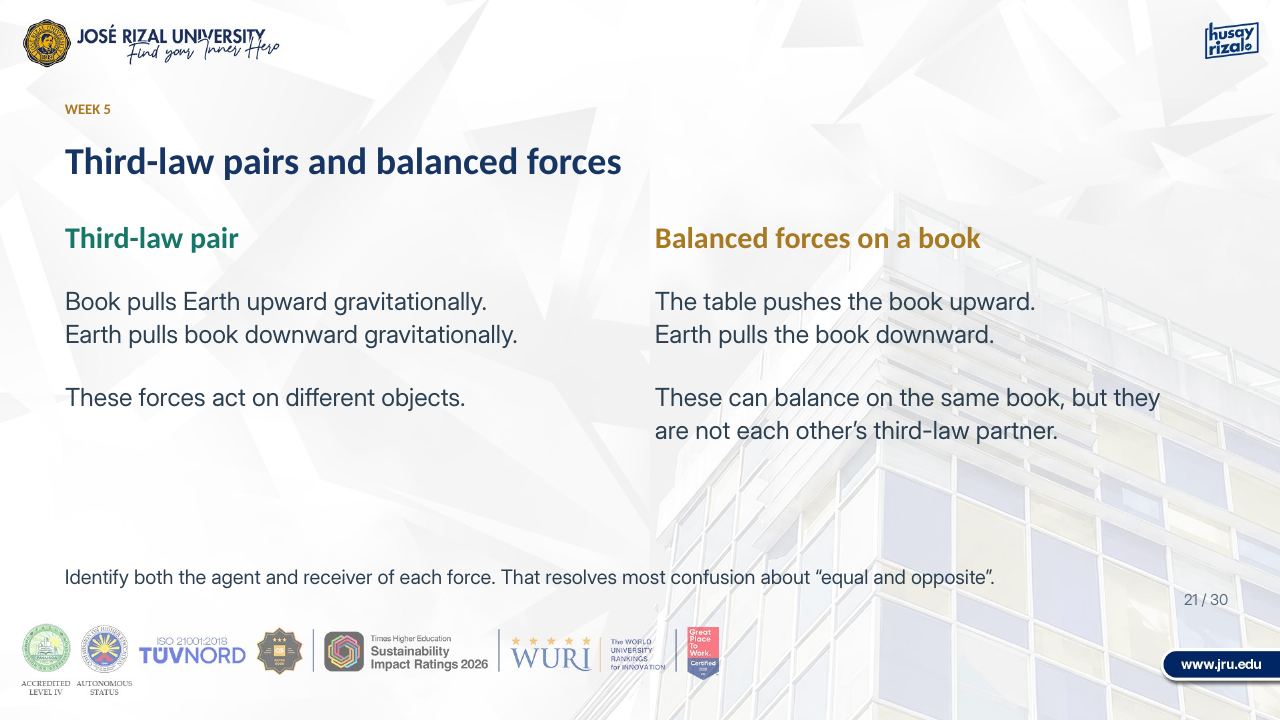 JOSÉ RIZAL UNIVERSITY
Find your Inner Hero
husay
rizal
WEEK 5
Third-law pairs and balanced forces
Third-law pair
Book pulls Earth upward gravitationally.
Earth pulls book downward gravitationally.
These forces act on different objects.
Balanced forces on a book
The table pushes the book upward.
Earth pulls the book downward.
These can balance on the same book, but they
are not each other’s third-law partner.
Identify both the agent and receiver of each force. That resolves most confusion about “equal and opposite”.
21 / 30
ACCREDITED
LEVEL IV
AUTONOMOUS
STATUS
ISO 21001:2018
TÜVNORD
Times Higher Education
Sustainability
Impact Ratings 2026
WURI
The WORLD
UNIVERSITY
RANKINGS
for INNOVATION
Great
Place
To
Work.
Certified
www.jru.edu